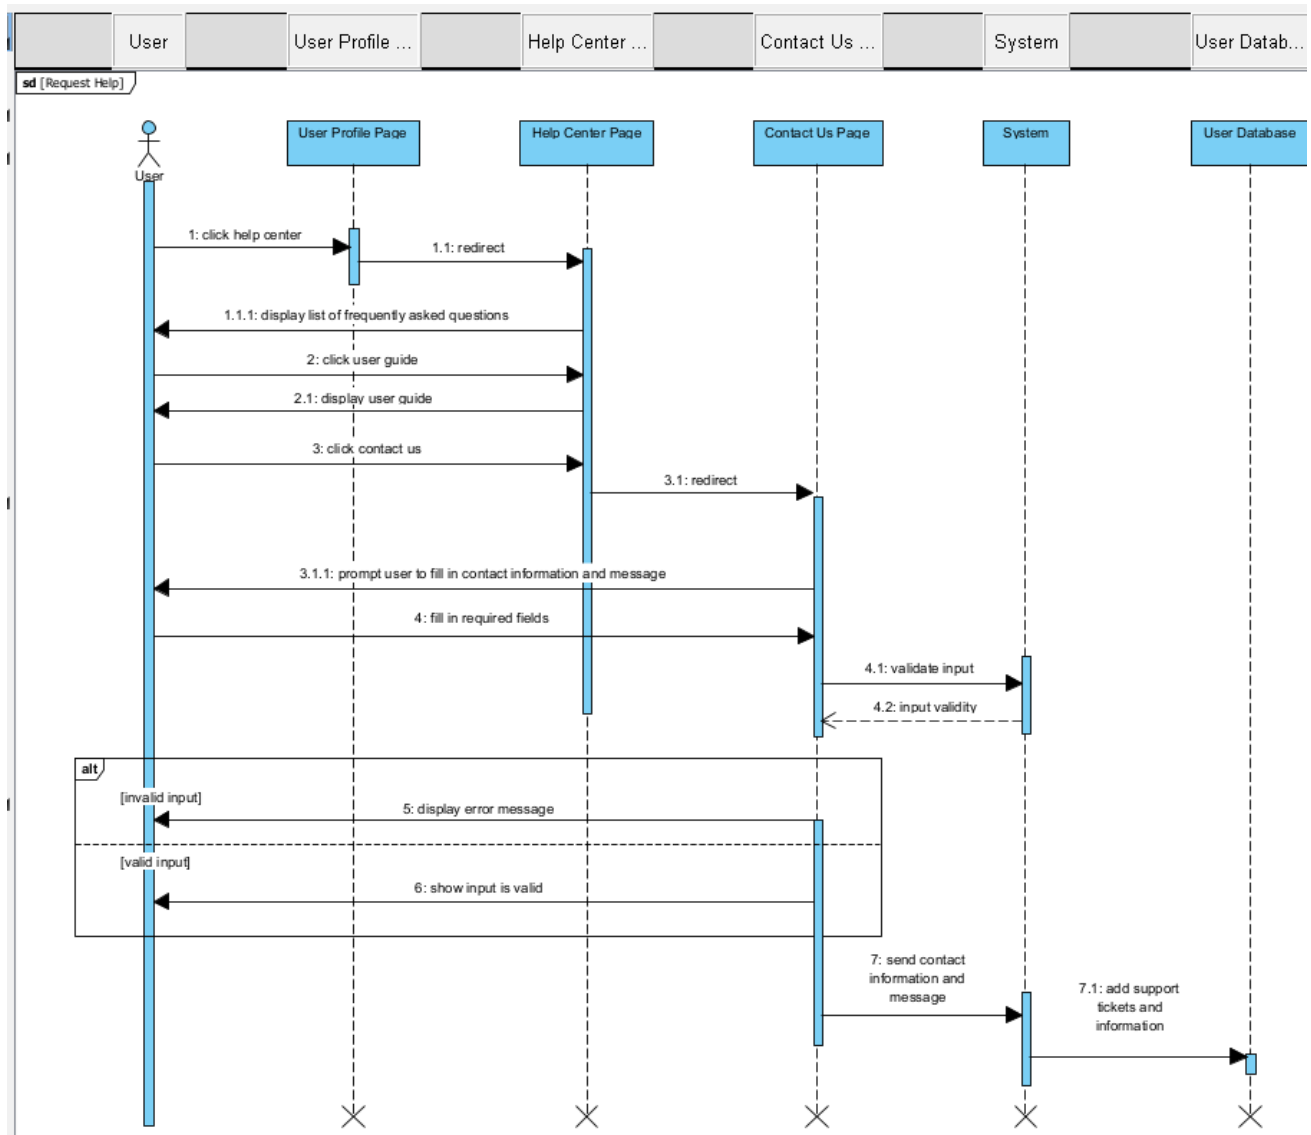 User
User Profile ...
Help Center ...
Contact Us ...
System
User Datab...
sd [Request Help]
User Profile Page
Help Center Page
Contact Us Page
System
User Database
User
1: click help center
1.1: redirect
1.1.1: display list of frequently asked questions
2: click user guide
2.1: display user guide
3: click contact us
3.1: redirect
3.1.1: prompt user to fill in contact information and message
4: fill in required fields
4.1: validate input
4.2: input validity
alt
[invalid input]
5: display error message
[valid input]
6: show input is valid
7: send contact
information and
message
7.1: add support
tickets and
information